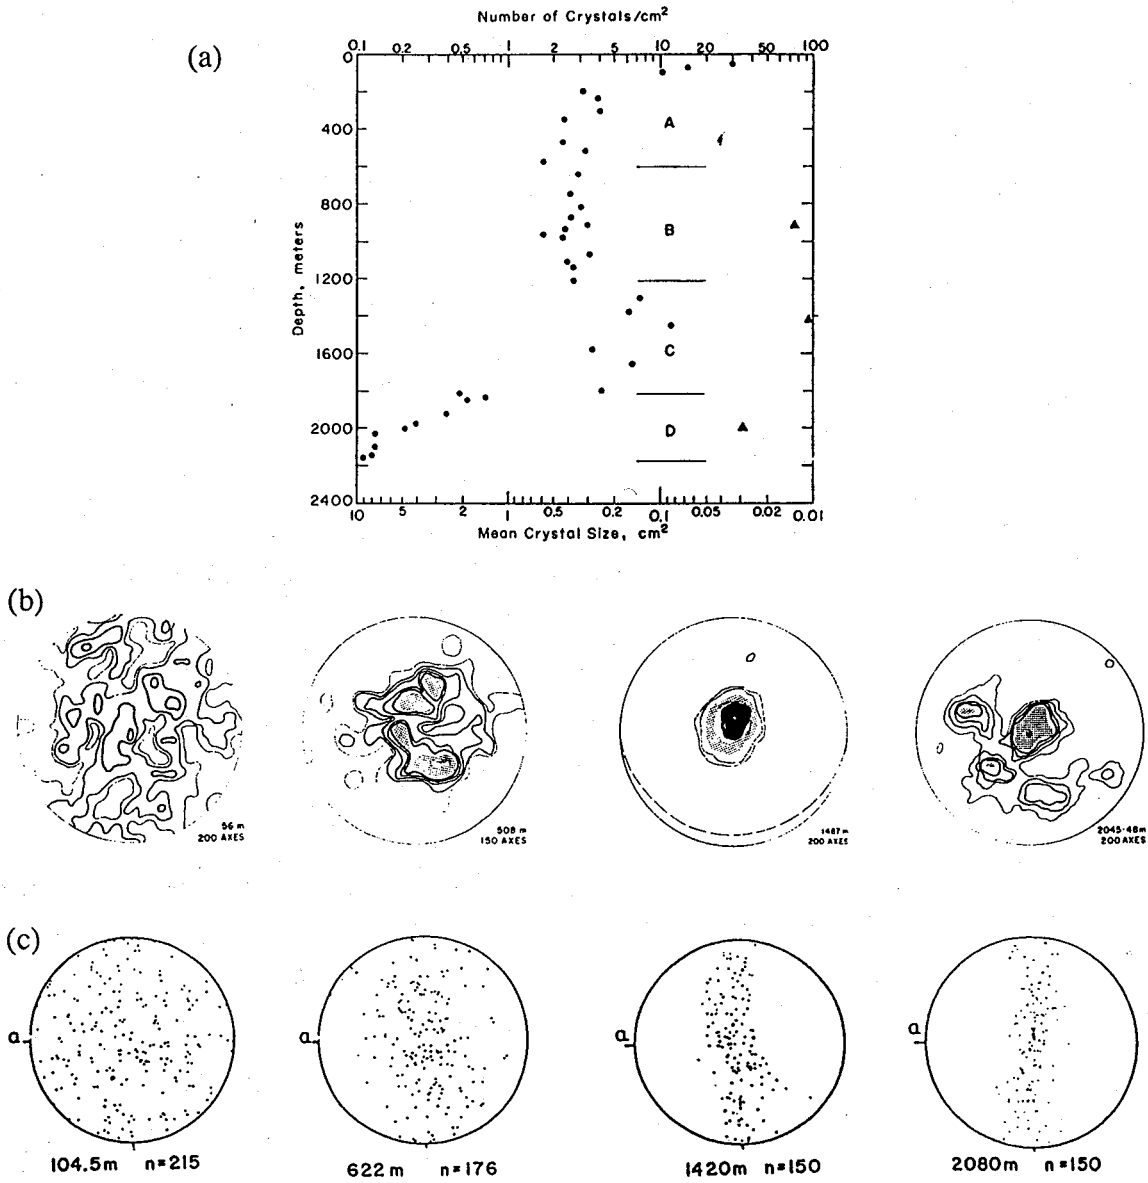 Number of Crystals/cm²
(a)
0.1 0.2 0.5 1 2 5 10 20 50 100
0
400
800
1200
1600
2000
2400
Depth, meters
A
B
C
D
10 5 2 1 0.5 0.2 0.1 0.05 0.02 0.01
Mean Crystal Size, cm²
(b)
56 m
200 AXES
508 m
150 AXES
1487 m
200 AXES
2045-48m
200 AXES
(c)
a a a a
104.5m n=215
622 m n=176
1420m n=150
2080m n=150